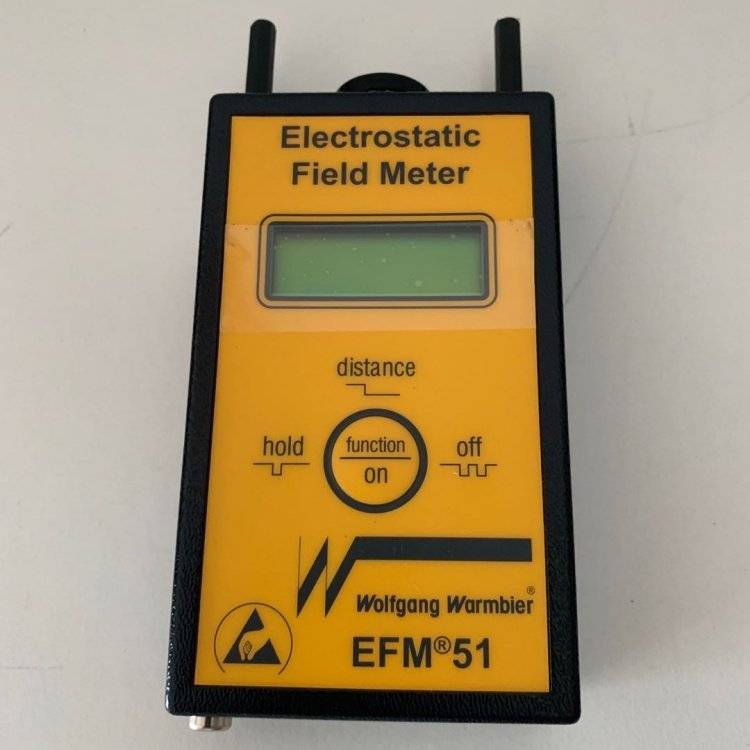 Electrostatic
Field Meter
distance
hold
function
on
off
Wolfgang Warmbier®
EFM®51